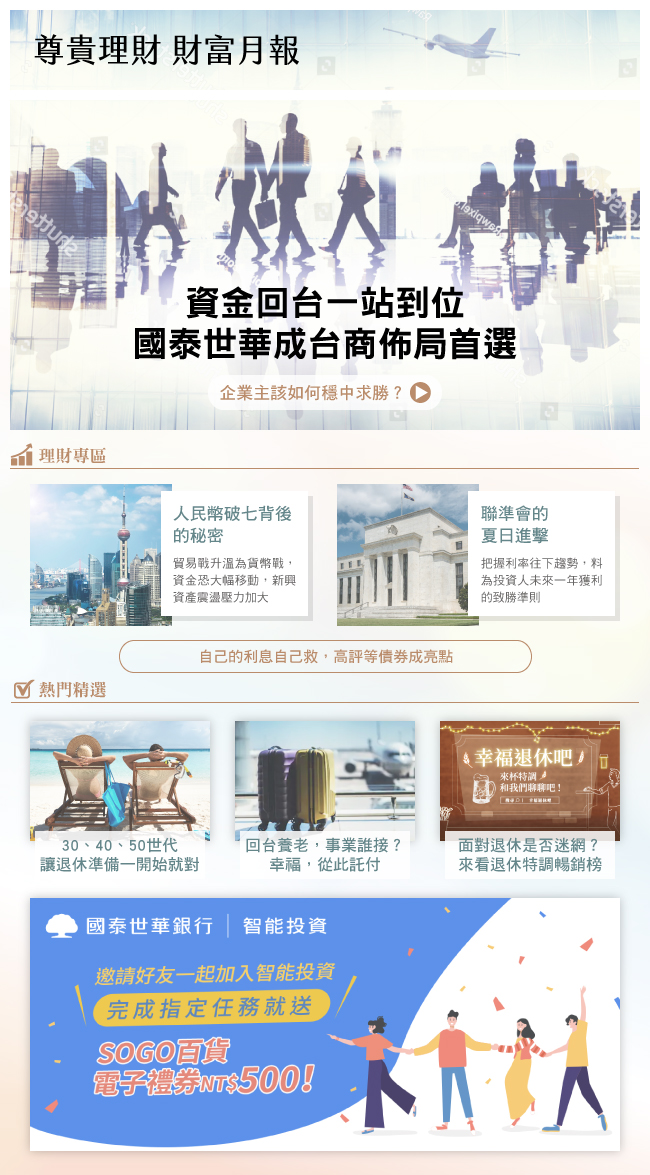 尊貴理財 財富月報
資金回台一站到位
國泰世華成台商佈局首選
企業主該如何穩中求勝？
理財專區
人民幣破七背後
的秘密
貿易戰升溫為貨幣戰，
資金恐大幅移動，新興
資產震盪壓力加大
聯準會的
夏日進擊
把握利率往下趨勢，料
為投資人未來一年獲利
的致勝準則
自己的利息自己救，高評等債券成亮點
熱門精選
30、40、50世代
讓退休準備一開始就對
回台養老，事業誰接？
幸福，從此託付
幸福退休吧
來杯特調
和我們聊聊吧！
面對退休是否迷網？
來看退休特調暢銷榜
國泰世華銀行｜智能投資
邀請好友一起加入智能投資
完成指定任務就送
SOGO百貨
電子禮券NT$500!